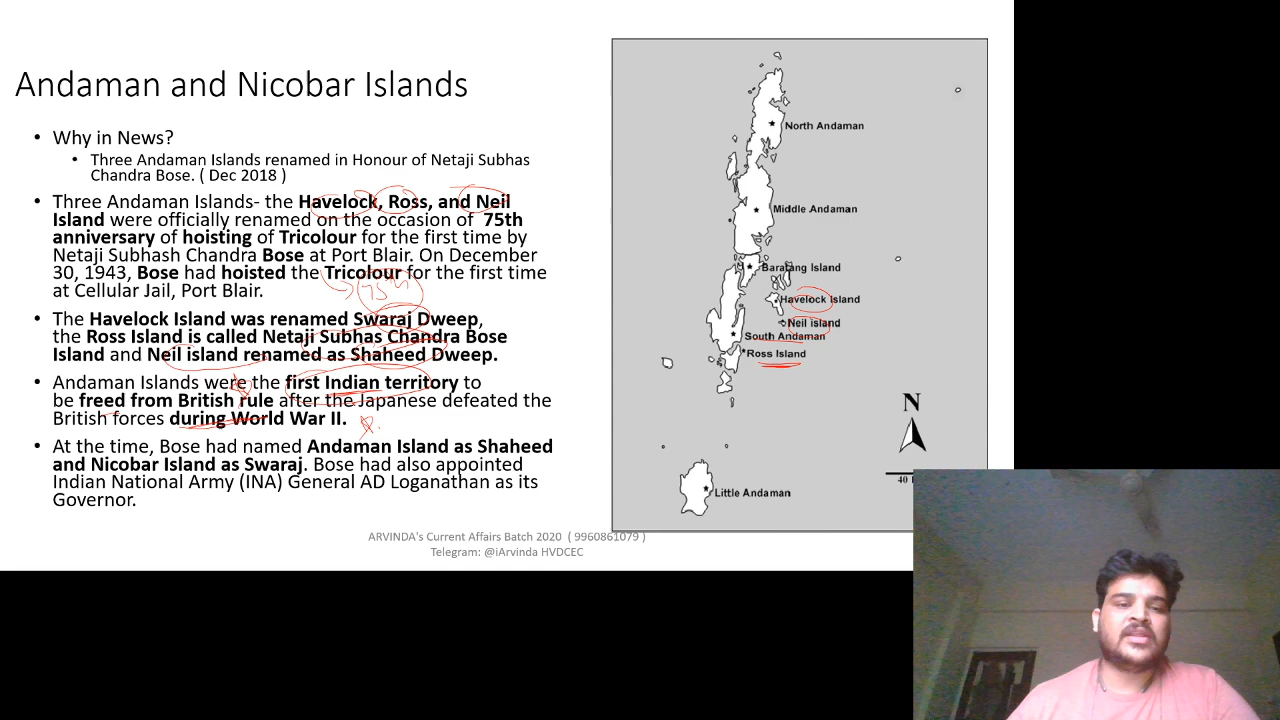 Andaman and Nicobar Islands
• Why in News?
• Three Andaman Islands renamed in Honour of Netaji Subhas
Chandra Bose. ( Dec 2018 )
• Three Andaman Islands- the Havelock, Ross, and Neil
Island were officially renamed on the occasion of 75th
anniversary of hoisting of Tricolour for the first time by
Netaji Subhash Chandra Bose at Port Blair. On December
30, 1943, Bose had hoisted the Tricolour for the first time
at Cellular Jail, Port Blair.
75th
• The Havelock Island was renamed Swaraj Dweep,
the Ross Island is called Netaji Subhas Chandra Bose
Island and Neil island renamed as Shaheed Dweep.
• Andaman Islands were the first Indian territory to
be freed from British rule after the Japanese defeated the
British forces during World War II.
• At the time, Bose had named Andaman Island as Shaheed
and Nicobar Island as Swaraj. Bose had also appointed
Indian National Army (INA) General AD Loganathan as its
Governor.
North Andaman
Middle Andaman
Baratang Island
Havelock Island
Neil island
South Andaman
Ross Island
Little Andaman
N
40
ARVINDA's Current Affairs Batch 2020 ( 9960861079 )
Telegram: @iArvinda HVDCEC